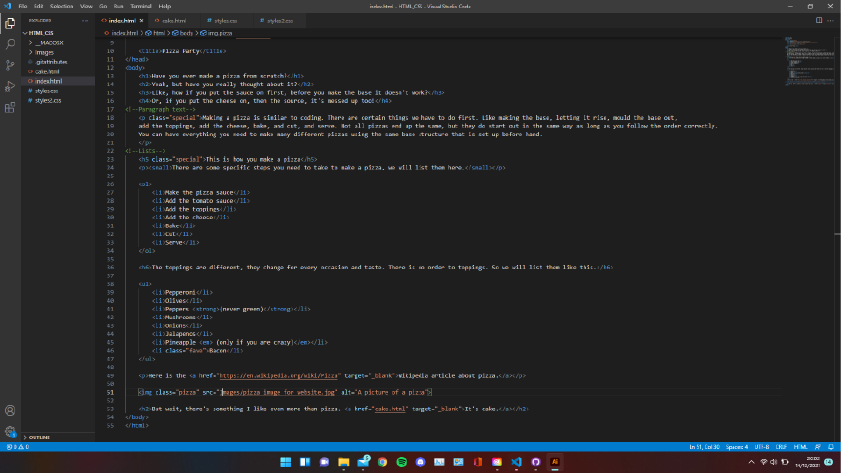 File Edit Selection View Go Run Terminal Help
index.html - HTML_CIS - Visual Studio Code
EXPLORER
index.html
cake.html
styles.css
styles2.css
HTML_CIS
__MACOSX
images
.gitattributes
cake.html
index.html
styles.css
styles2.css
OUTLINE
index.html > html > body > img.pizza
9
10 <title>Pizza Party</title>
11 </head>
12 <body>
13 <h1>Have you ever made a pizza from scratch?</h1>
14 <h2>Yeah, but have you really thought about it?</h2>
15 <h3>Like, how if you put the sauce on first, before you make the base it doesn't work?</h3>
16 <h4>Or, if you put the cheese on, then the source, it's messed up too?</h4>
17 <!--Paragraph text-->
18 <p class="special">Making a pizza is similar to coding. There are certain things we have to do first. Like making the base, letting it rise, mould the base out,
19 add the toppings, add the cheese, bake, and cut, and serve. Not all pizzas end up the same, but they do start out in the same way as long as you follow the order correctly.
20 You can have everything you need to make many different pizzas using the same base structure that is set up before hand.
21 </p>
22 <!--Lists-->
23 <h5 class="special">This is how you make a pizza</h5>
24 <p><small>There are some specific steps you need to take to make a pizza, we will list them here.</small></p>
25
26 <ol>
27 <li>Make the pizza sauce</li>
28 <li>Add the tomato sauce</li>
29 <li>Add the toppings</li>
30 <li>Add the cheese</li>
31 <li>Bake</li>
32 <li>Cut</li>
33 <li>Serve</li>
34 </ol>
35
36 <h6>The toppings are different, they change for every occasion and taste. There is no order to toppings. So we will list them like this.</h6>
37
38 <ul>
39 <li>Pepperoni</li>
40 <li>Olives</li>
41 <li>Peppers <strong>(never green)</strong></li>
42 <li>Mushrooms</li>
43 <li>Onions</li>
44 <li>Jalapenos</li>
45 <li>Pineapple <em> (only if you are crazy)</em></li>
46 <li class="fave">Bacon</li>
47 </ul>
48
49 <p>Here is the <a href="https://en.wikipedia.org/wiki/Pizza" target="_blank">Wikipedia article about pizza.</a></p>
50
51 <img class="pizza" src="images/pizza image for website.jpg" alt="A picture of a pizza">
52
53 <h2>But wait, there's something I like even more than pizza. <a href="cake.html" target="_blank">It's cake.</a></h2>
54 </body>
55 </html>
0 0
Ln 51, Col 30 Spaces: 4 UTF-8 CRLF HTML
20:02
14/10/2021